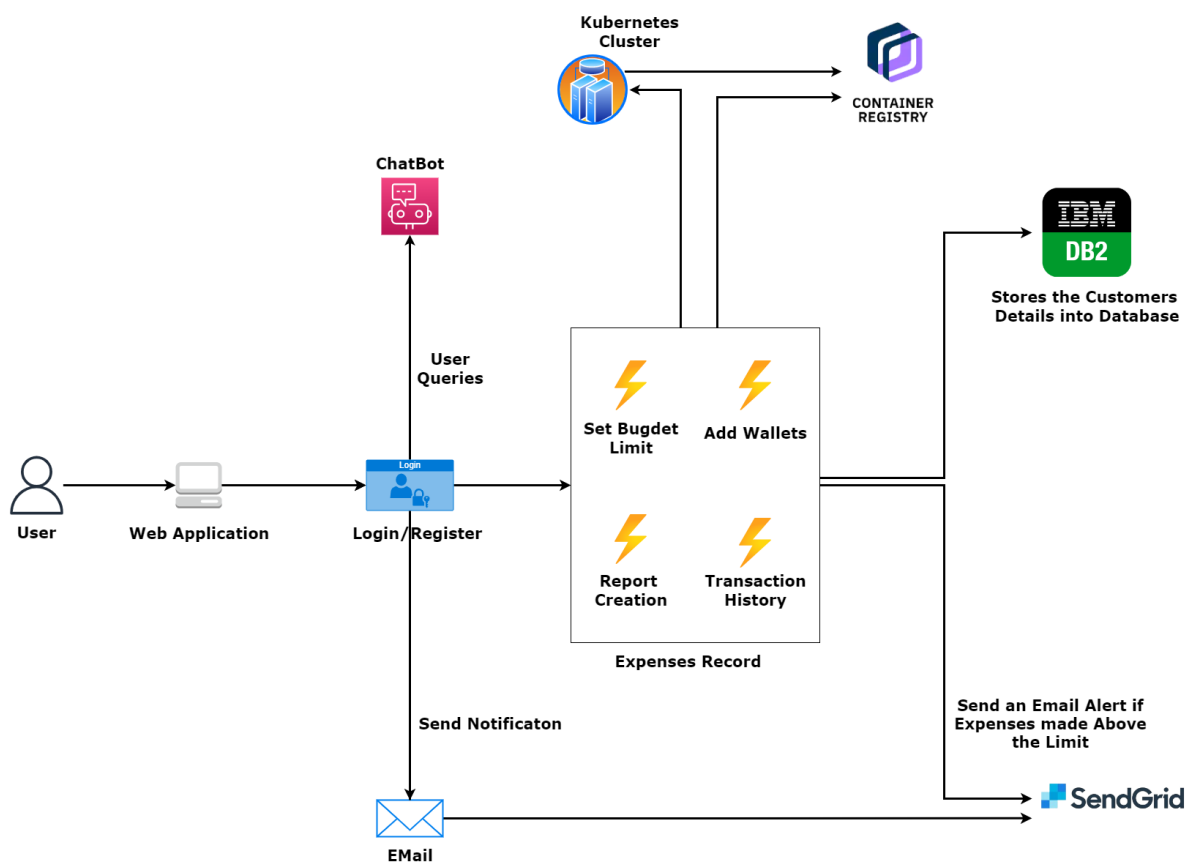 Kubernetes
Cluster
CONTAINER
REGISTRY
ChatBot
IBM
DB2
Stores the Customers
Details into Database
User
Queries
Set Bugdet
Limit
Add Wallets
Login
User
Web Application
Login/Register
Report
Creation
Transaction
History
Expenses Record
Send Notificaton
Send an Email Alert if
Expenses made Above
the Limit
SendGrid
EMail